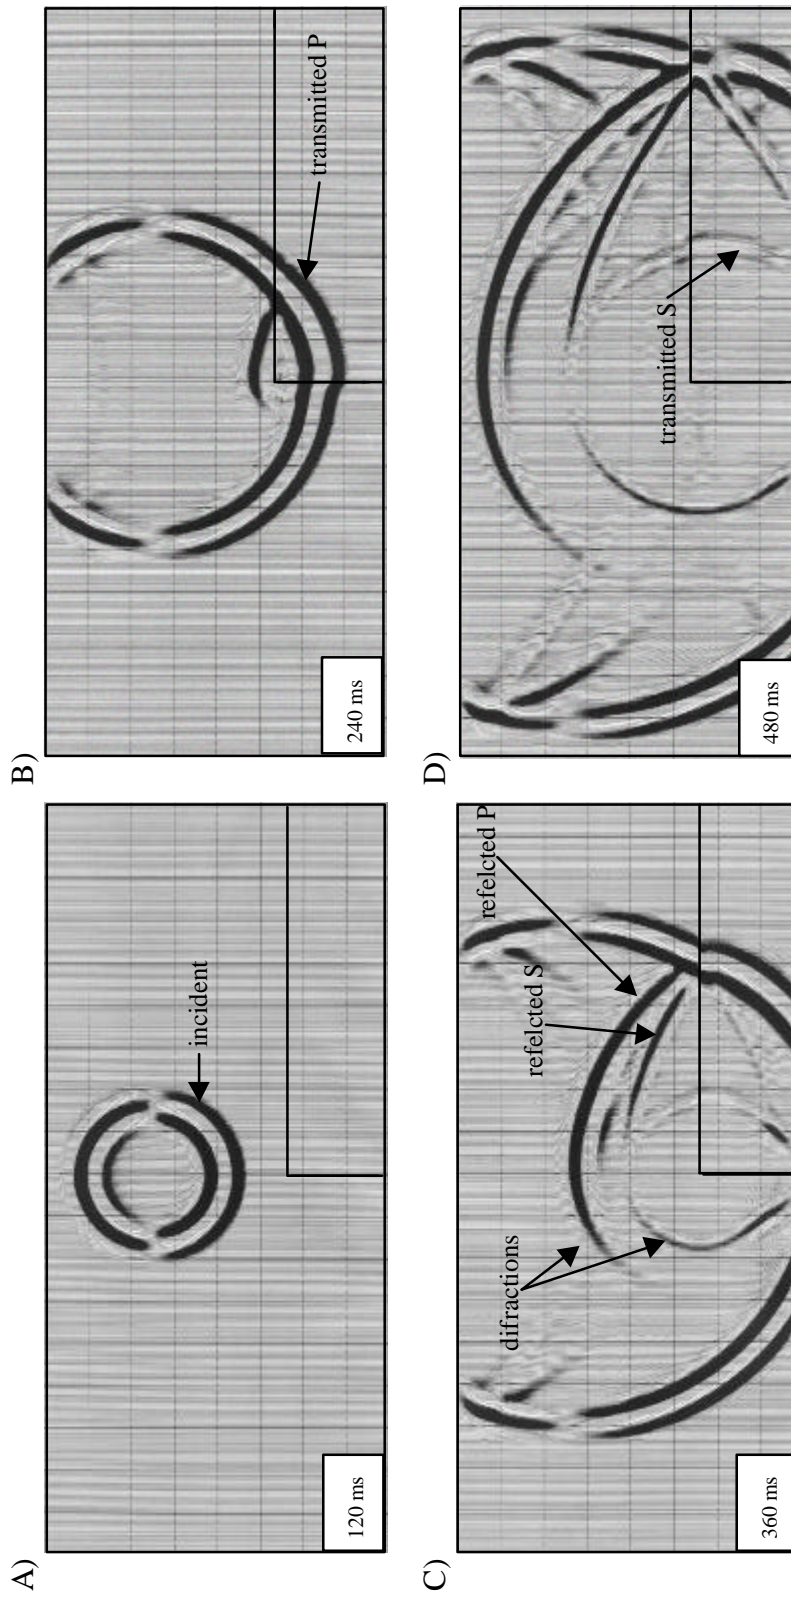 A)
incident
120 ms
B)
transmitted P
240 ms
C)
refelcted P
refelcted S
difractions
360 ms
D)
transmitted S
480 ms